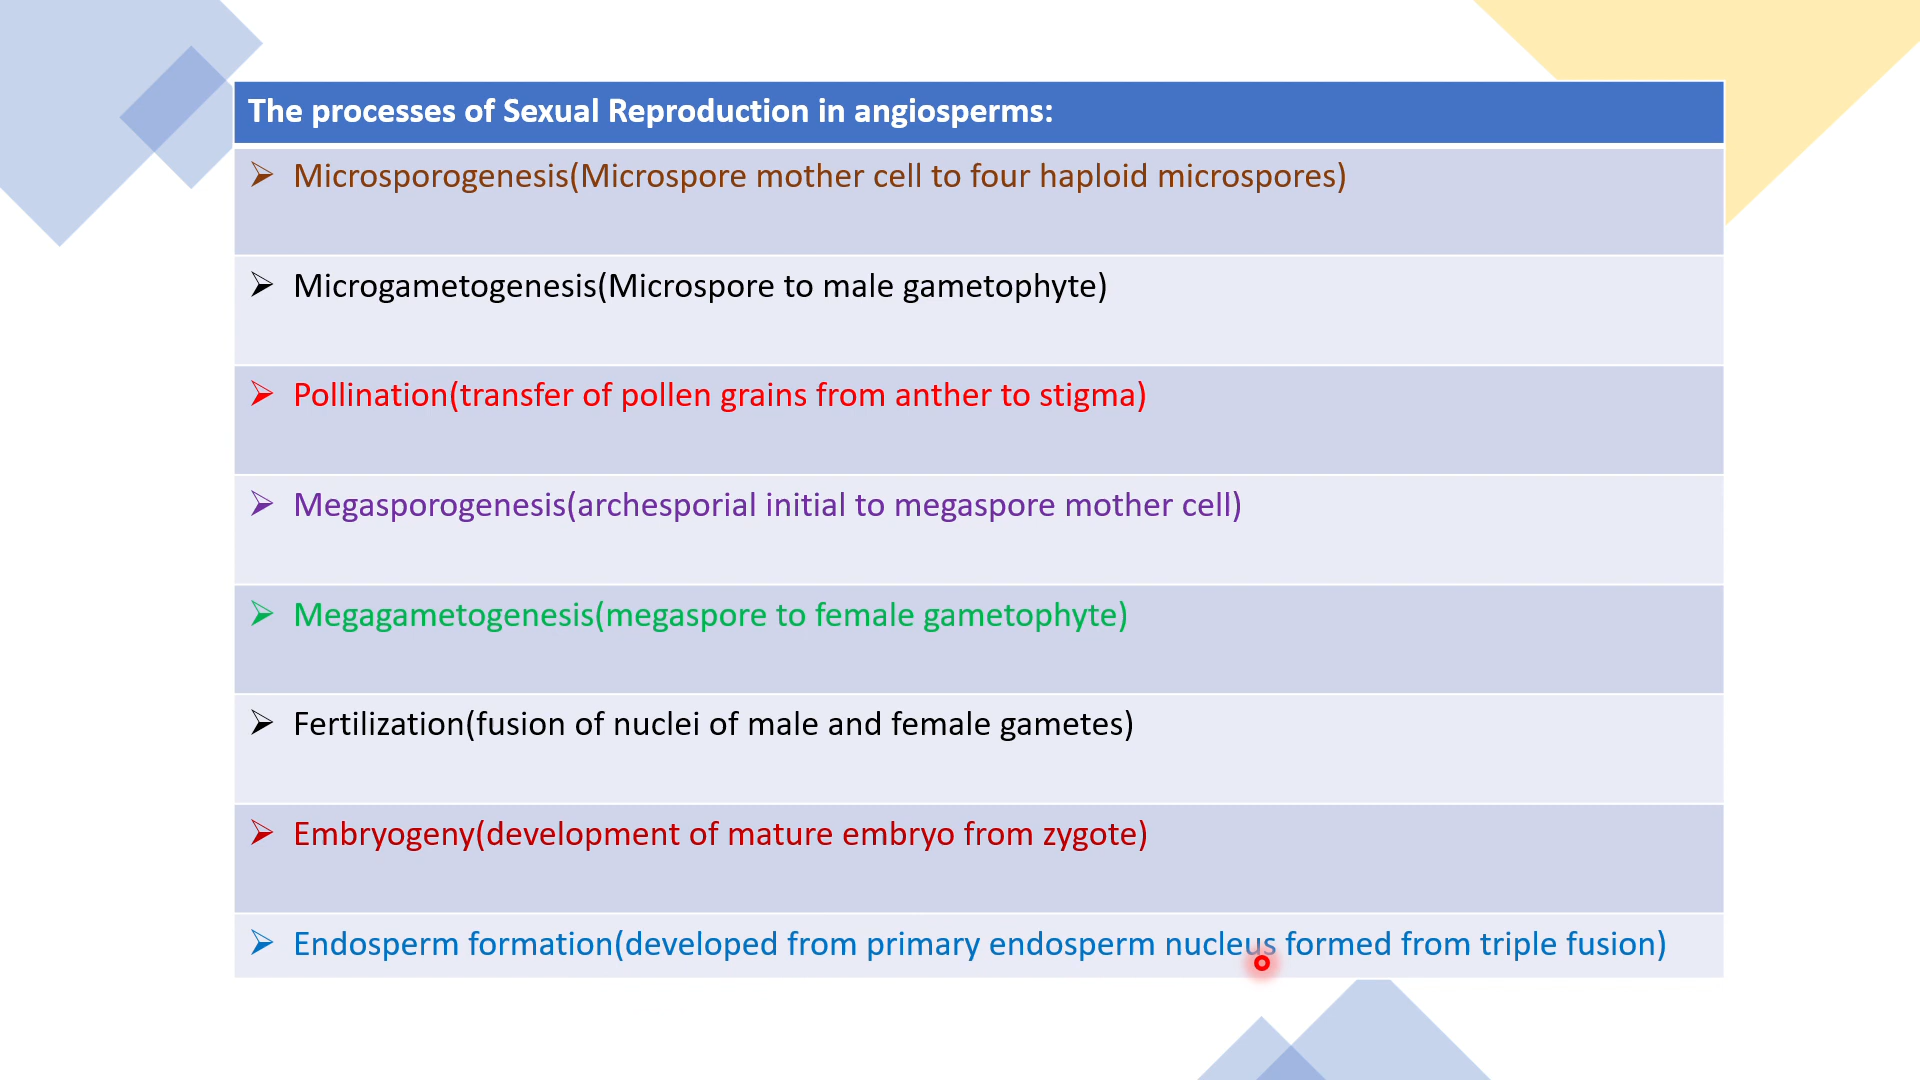 The processes of Sexual Reproduction in angiosperms:
Microsporogenesis(Microspore mother cell to four haploid microspores)
Microgametogenesis(Microspore to male gametophyte)
Pollination(transfer of pollen grains from anther to stigma)
Megasporogenesis(archesporial initial to megaspore mother cell)
Megagametogenesis(megaspore to female gametophyte)
Fertilization(fusion of nuclei of male and female gametes)
Embryogeny(development of mature embryo from zygote)
Endosperm formation(developed from primary endosperm nucleus formed from triple fusion)